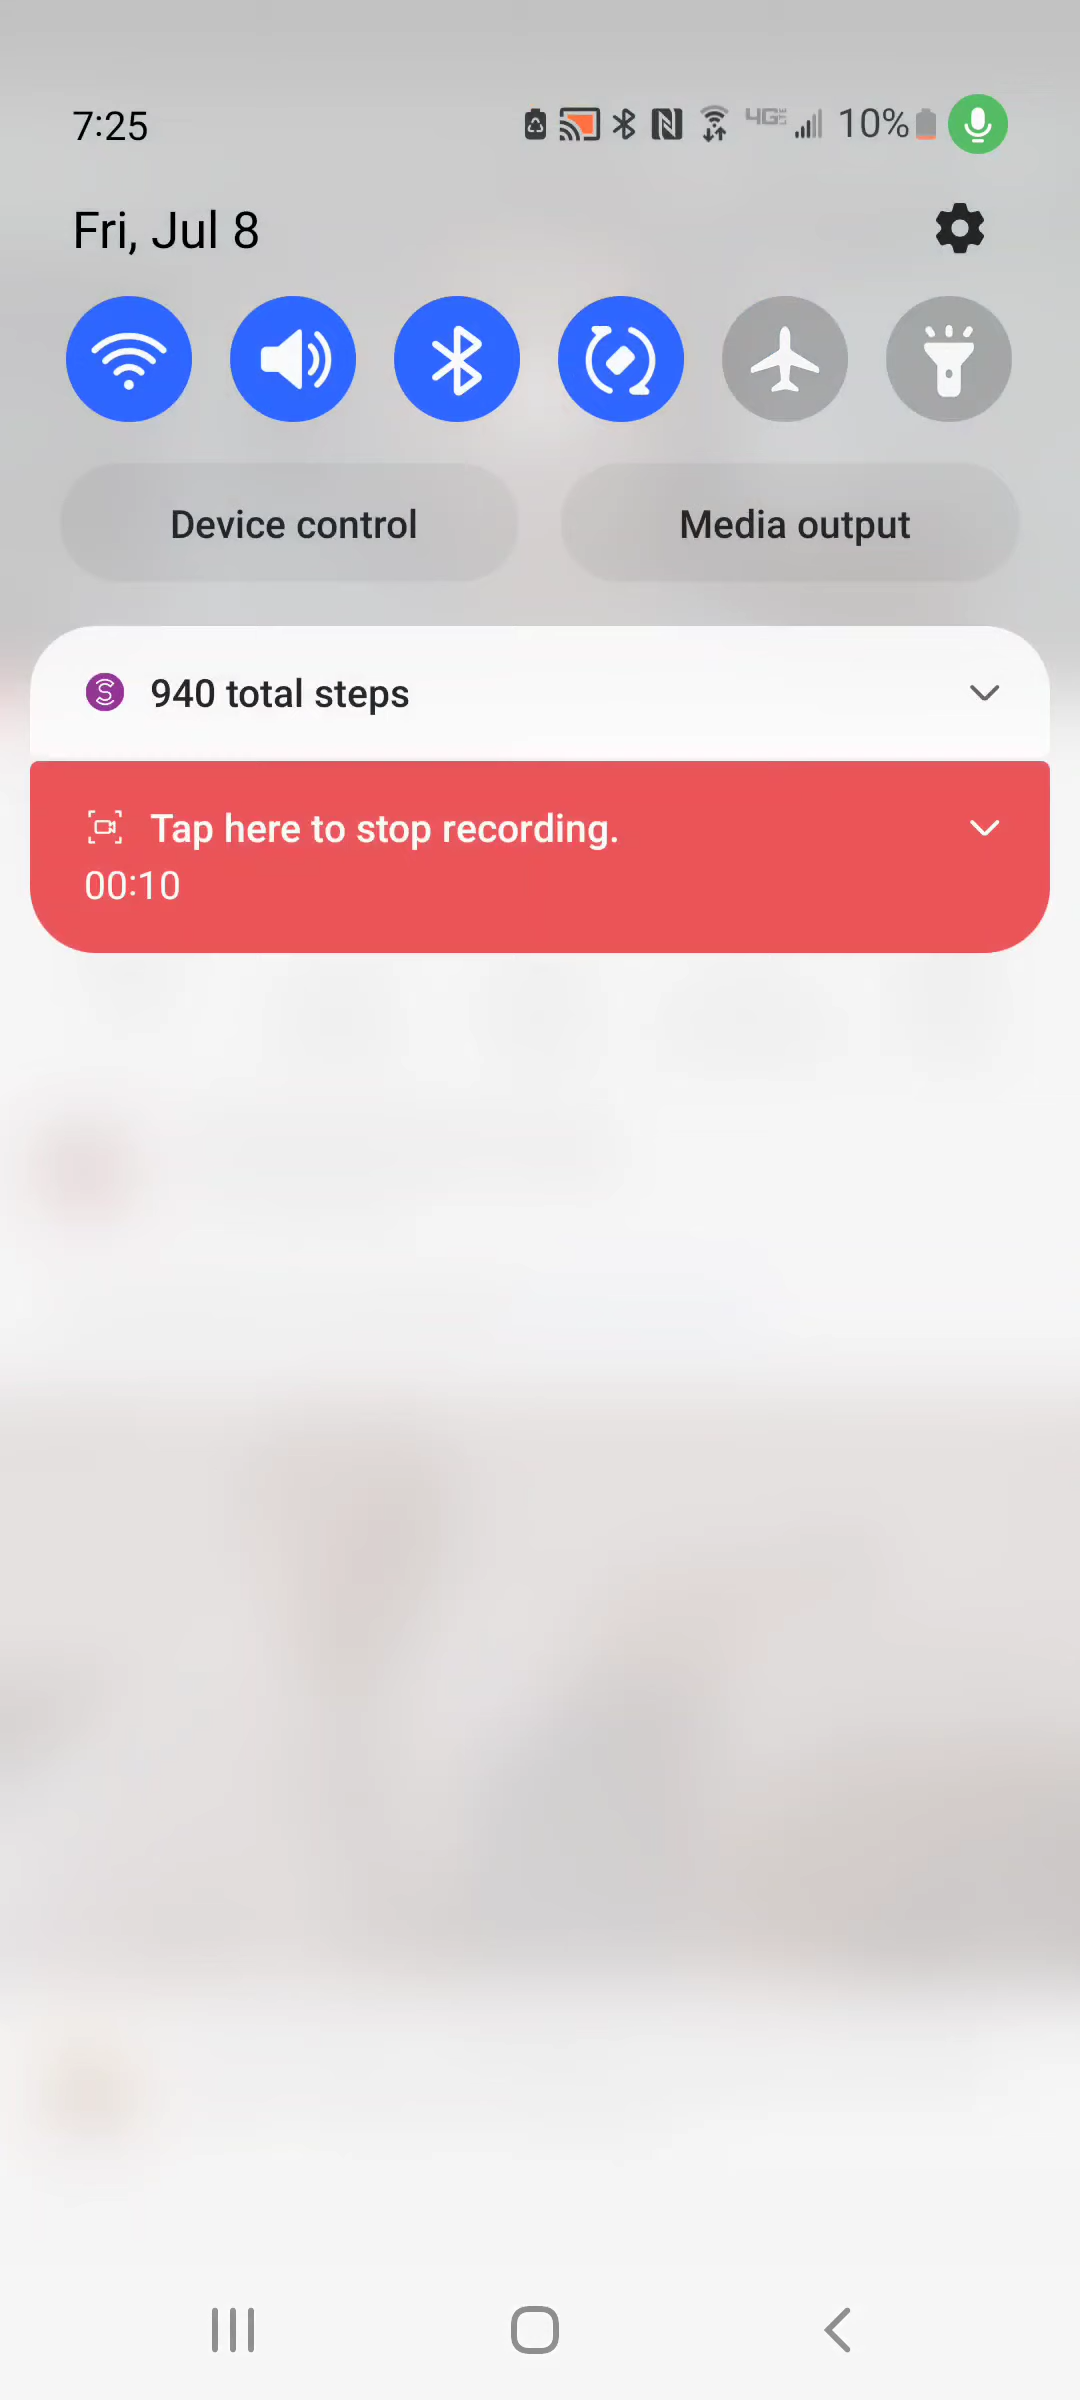 7:25 4G 10%
Fri, Jul 8
Device control Media output
S 940 total steps
Tap here to stop recording.
00:10